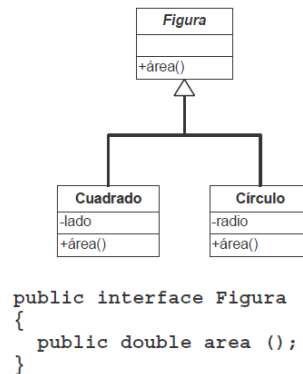 Figura
+área()
Cuadrado
-lado
+área()
Círculo
-radio
+área()
public interface Figura
{
public double area ();
}